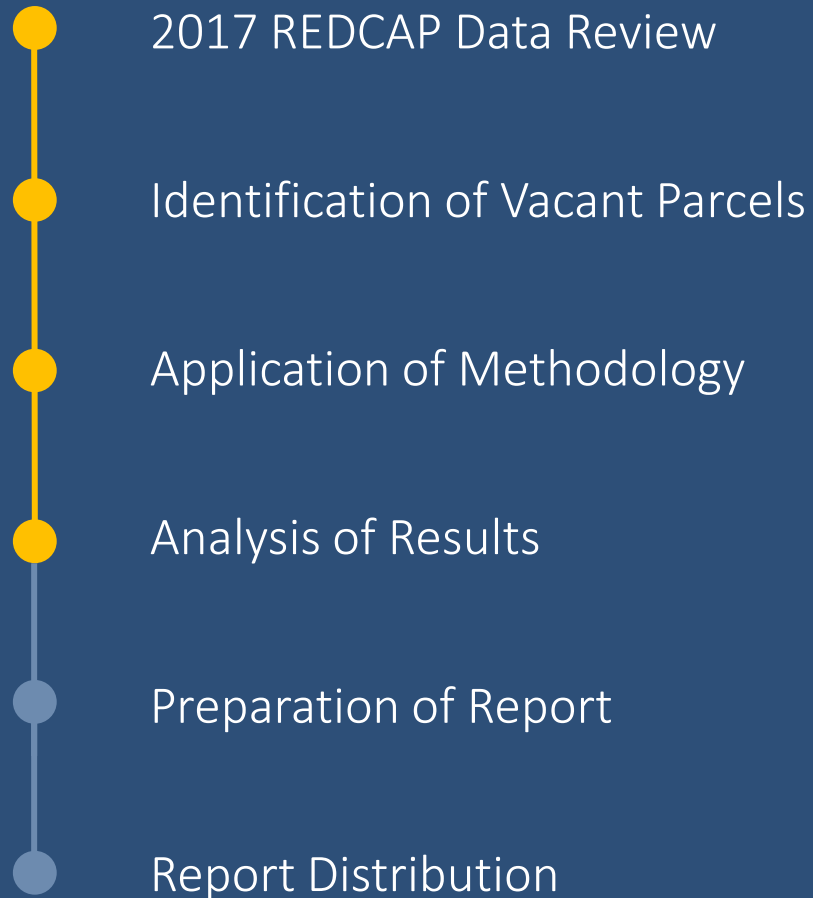 2017 REDCAP Data Review
Identification of Vacant Parcels
Application of Methodology
Analysis of Results
Preparation of Report
Report Distribution